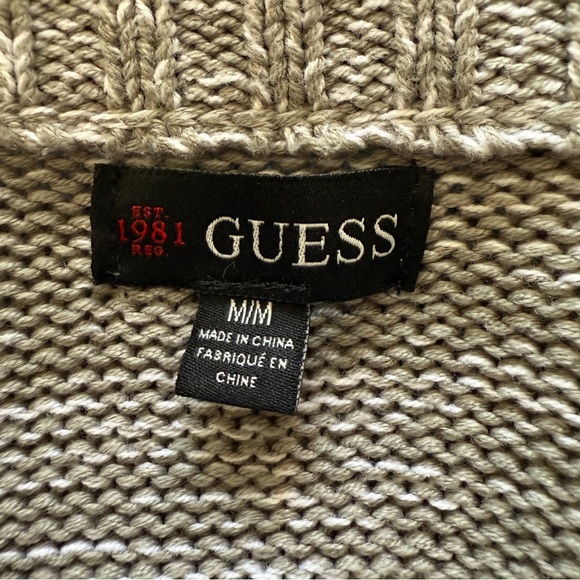 EST.
1981
REG.
GUESS
M/M
MADE IN CHINA
FABRIQUÉ EN
CHINE